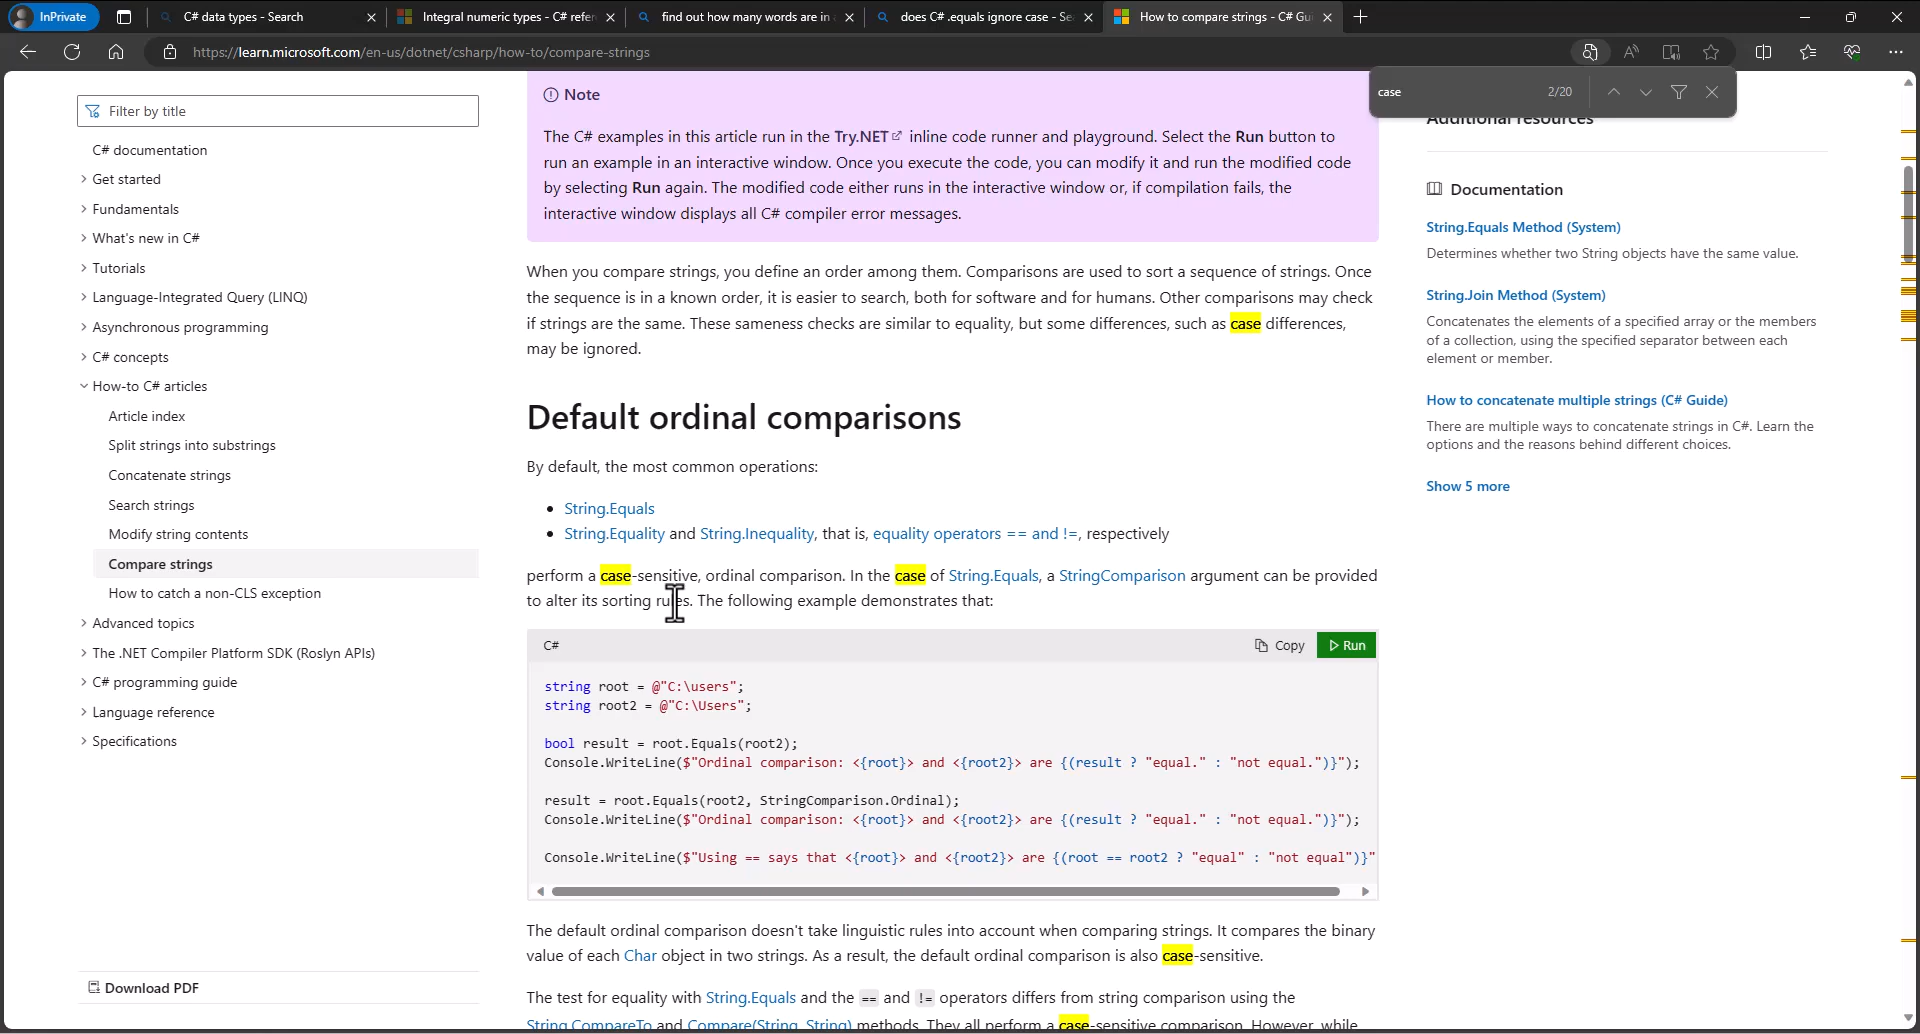 InPrivate
C# data types - Search
Integral numeric types - C# refer
find out how many words are in
does C# .equals ignore case - Se
How to compare strings - C# Gui
https://learn.microsoft.com/en-us/dotnet/csharp/how-to/compare-strings
case
2/20
Filter by title
C# documentation
Get started
Fundamentals
What's new in C#
Tutorials
Language-Integrated Query (LINQ)
Asynchronous programming
C# concepts
How-to C# articles
Article index
Split strings into substrings
Concatenate strings
Search strings
Modify string contents
Compare strings
How to catch a non-CLS exception
Advanced topics
The .NET Compiler Platform SDK (Roslyn APIs)
C# programming guide
Language reference
Specifications
Download PDF
Note
The C# examples in this article run in the Try.NET inline code runner and playground. Select the Run button to
run an example in an interactive window. Once you execute the code, you can modify it and run the modified code
by selecting Run again. The modified code either runs in the interactive window or, if compilation fails, the
interactive window displays all C# compiler error messages.
When you compare strings, you define an order among them. Comparisons are used to sort a sequence of strings. Once
the sequence is in a known order, it is easier to search, both for software and for humans. Other comparisons may check
if strings are the same. These sameness checks are similar to equality, but some differences, such as case differences,
may be ignored.
Default ordinal comparisons
By default, the most common operations:
• String.Equals
• String.Equality and String.Inequality, that is, equality operators == and !=, respectively
perform a case-sensitive, ordinal comparison. In the case of String.Equals, a StringComparison argument can be provided
to alter its sorting rules. The following example demonstrates that:
C#
Copy
Run
string root = @"C:\users";
string root2 = @"C:\Users";
bool result = root.Equals(root2);
Console.WriteLine($"Ordinal comparison: <{root}> and <{root2}> are {(result ? "equal." : "not equal.")}");
result = root.Equals(root2, StringComparison.Ordinal);
Console.WriteLine($"Ordinal comparison: <{root}> and <{root2}> are {(result ? "equal." : "not equal.")}");
Console.WriteLine($"Using == says that <{root}> and <{root2}> are {(root == root2 ? "equal" : "not equal")}"
The default ordinal comparison doesn't take linguistic rules into account when comparing strings. It compares the binary
value of each Char object in two strings. As a result, the default ordinal comparison is also case-sensitive.
The test for equality with String.Equals and the == and != operators differs from string comparison using the
String.CompareTo and Compare(String, String) methods. They all perform a case-sensitive comparison. However, while
Additional resources
Documentation
String.Equals Method (System)
Determines whether two String objects have the same value.
String.Join Method (System)
Concatenates the elements of a specified array or the members
of a collection, using the specified separator between each
element or member.
How to concatenate multiple strings (C# Guide)
There are multiple ways to concatenate strings in C#. Learn the
options and the reasons behind different choices.
Show 5 more